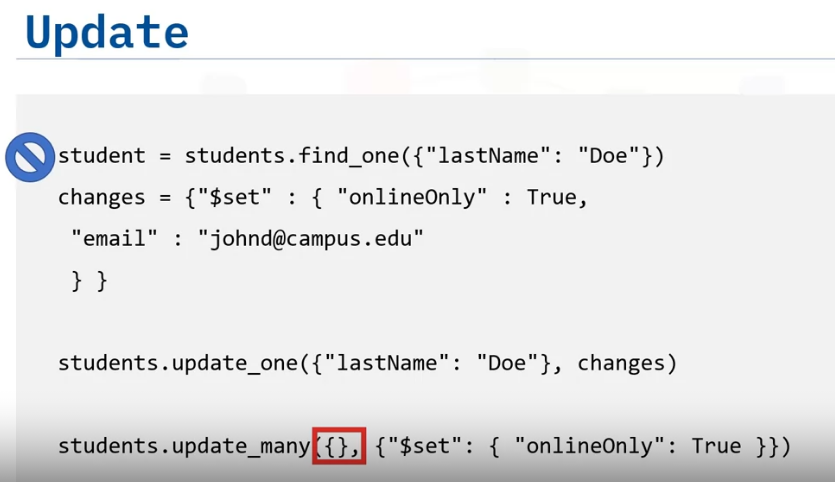 Update
student = students.find_one({"lastName": "Doe"})
changes = {"$set" : { "onlineOnly" : True,
"email" : "johnd@campus.edu"
} }
students.update_one({"lastName": "Doe"}, changes)
students.update_many({}, {"$set": { "onlineOnly": True }})